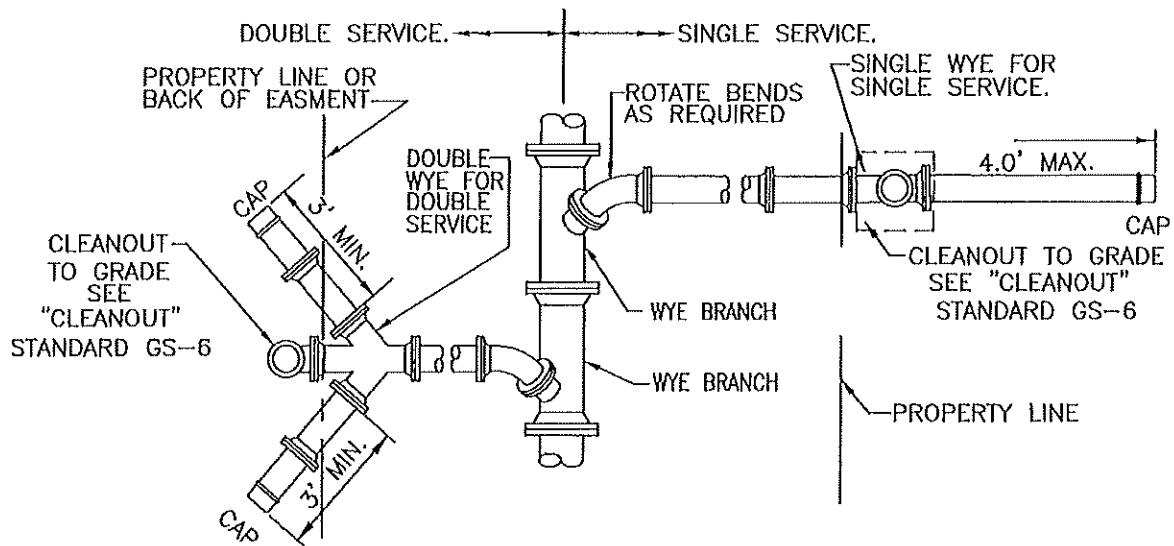 DOUBLE SERVICE.
SINGLE SERVICE.
PROPERTY LINE OR
BACK OF EASMENT
SINGLE WYE FOR
SINGLE SERVICE.
ROTATE BENDS
AS REQUIRED
DOUBLE
WYE FOR
DOUBLE
SERVICE
4.0' MAX.
CAP
3' MIN.
CAP
CLEANOUT
TO GRADE
SEE
"CLEANOUT"
STANDARD GS-6
CLEANOUT TO GRADE
SEE "CLEANOUT"
STANDARD GS-6
WYE BRANCH
WYE BRANCH
PROPERTY LINE
3' MIN.
CAP